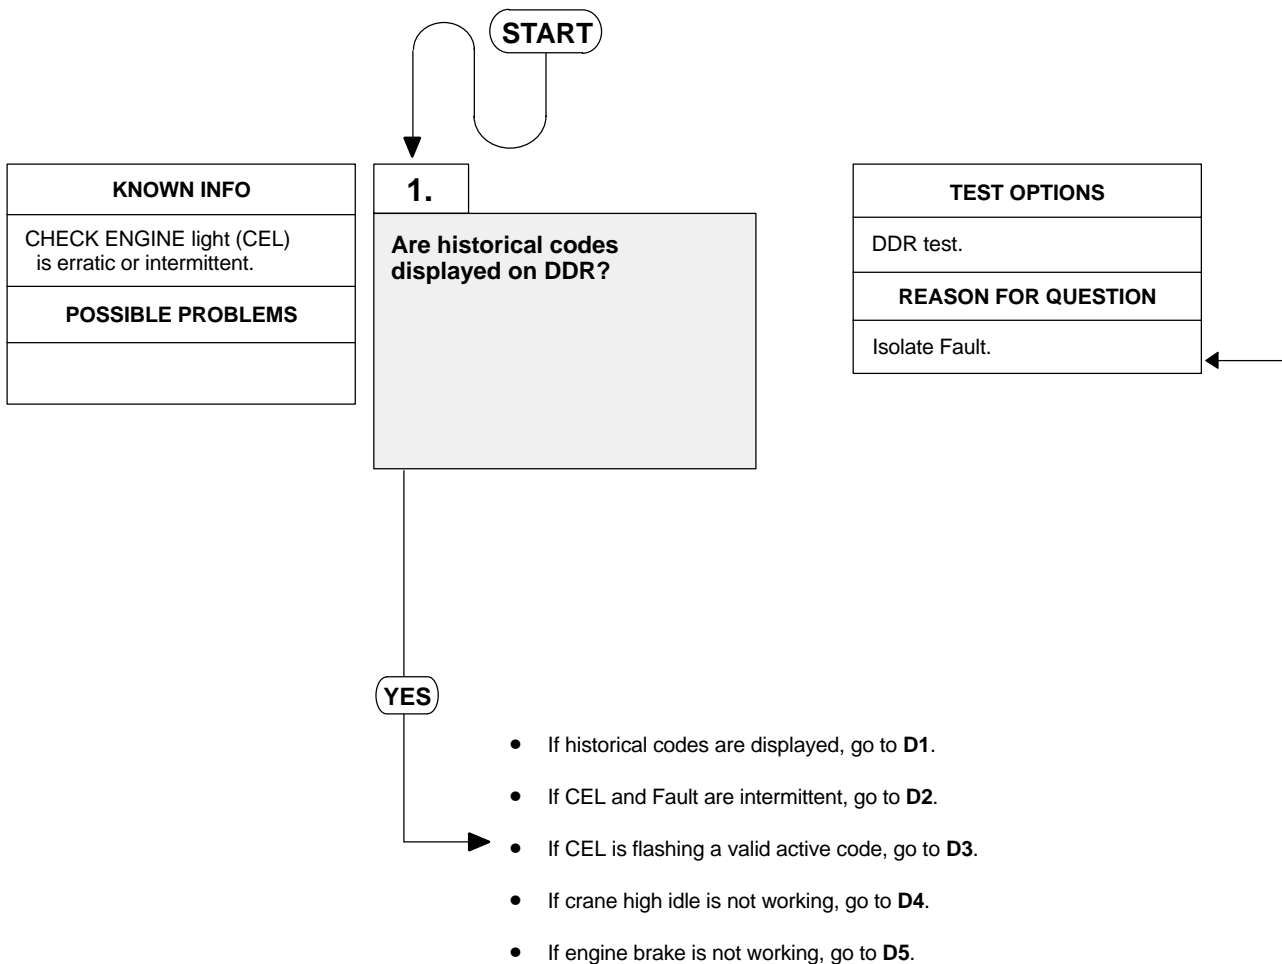 START
KNOWN INFO
CHECK ENGINE light (CEL)
is erratic or intermittent.
POSSIBLE PROBLEMS
1.
Are historical codes
displayed on DDR?
TEST OPTIONS
DDR test.
REASON FOR QUESTION
Isolate Fault.
YES
• If historical codes are displayed, go to D1.
• If CEL and Fault are intermittent, go to D2.
• If CEL is flashing a valid active code, go to D3.
• If crane high idle is not working, go to D4.
• If engine brake is not working, go to D5.